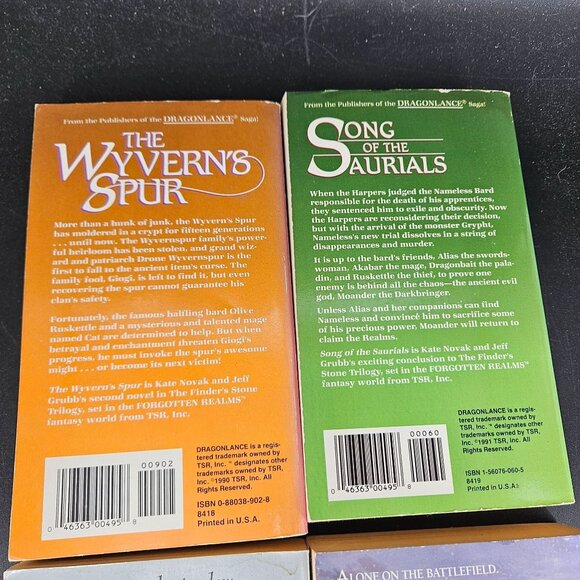 From the Publishers of the DRAGONLANCE® Saga!
THE
WYVERN'S
SPUR
More than a hunk of junk, the Wyvern's Spur
has moldered in a crypt for fifteen generations
. . . until now. The Wyvernspur family's power-
ful heirloom has been stolen, and grand wiz-
ard and patriarch Drone Wyvernspur is the
first to fall to the ancient item's curse. The
family fool, Giogi, is left to find it, but even
recovering the spur cannot guarantee his
clan's safety.
Fortunately, the famous halfling bard Olive
Ruskettle and a mysterious and talented mage
named Cat are determined to help. But when
betrayal and enchantment threaten Giogi's
progress, he must invoke the spur's awesome
might . . . or become its next victim!
The Wyvern's Spur is Kate Novak and Jeff
Grubb's second novel in The Finder's Stone
Trilogy, set in the FORGOTTEN REALMS™
fantasy world from TSR, Inc.
00902
0 46363 00495 8
DRAGONLANCE is a regis-
tered trademark owned by
TSR, Inc. ™ designates other
trademarks owned by TSR,
Inc. ©1990 TSR, Inc. All
Rights Reserved.
ISBN 0-88038-902-8
8418
Printed in U.S.A.
From the Publishers of the DRAGONLANCE® Saga!
SONG
OF THE
SAURIALS
When the Harpers judged the Nameless Bard
responsible for the death of his apprentices,
they sentenced him to exile and obscurity. Now
the Harpers are reconsidering their decision,
but with the arrival of the monster Grypht,
Nameless's new trial dissolves in a string of
disappearances and murder.
It is up to the bard's friends, Alias the swords-
woman, Akabar the mage, Dragonbait the pala-
din, and Ruskettle the thief, to prove one
enemy is behind all the chaos—the ancient evil
god, Moander the Darkbringer.
Unless Alias and her companions can find
Nameless and convince him to sacrifice some
of his precious power, Moander will return to
claim the Realms.
Song of the Saurials is Kate Novak and Jeff
Grubb's exciting conclusion to The Finder's
Stone Trilogy, set in the FORGOTTEN REALMS™
fantasy world from TSR, Inc.
00060
0 46363 00495 8
DRAGONLANCE is a reg-
istered trademark owned by
TSR, Inc. ™ designates
other trademarks owned by
TSR, Inc. ©1991 TSR, Inc.
All Rights Reserved.
ISBN 1-56076-060-5
8419
Printed in U.S.A.
ALONE ON THE BATTLEFIELD.